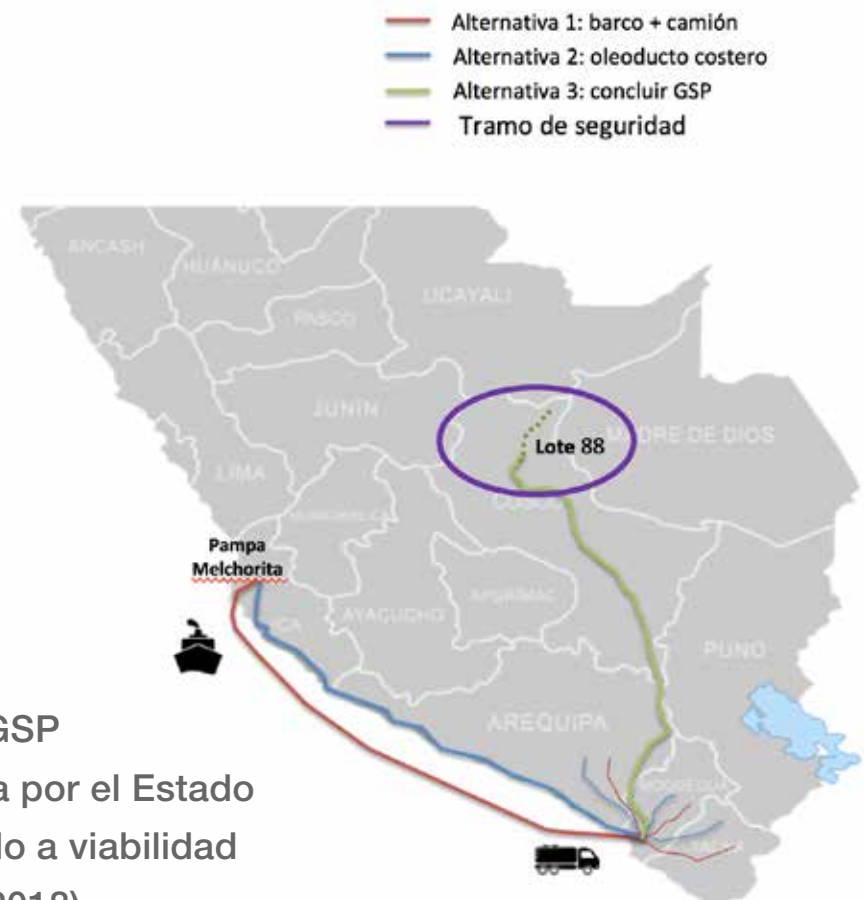 Alternativa 1: barco + camión
Alternativa 2: oleoducto costero
Alternativa 3: concluir GSP
Tramo de seguridad
ANCASH
HUÁNUCO
UCAYALI
PASCO
JUNÍN
Lote 88
MADRE DE DIOS
LIMA
Pampa
Melchorita
ICA
AYACUCHO
APURÍMAC
PUNO
AREQUIPA
GSP
a por el Estado
lo a viabilidad